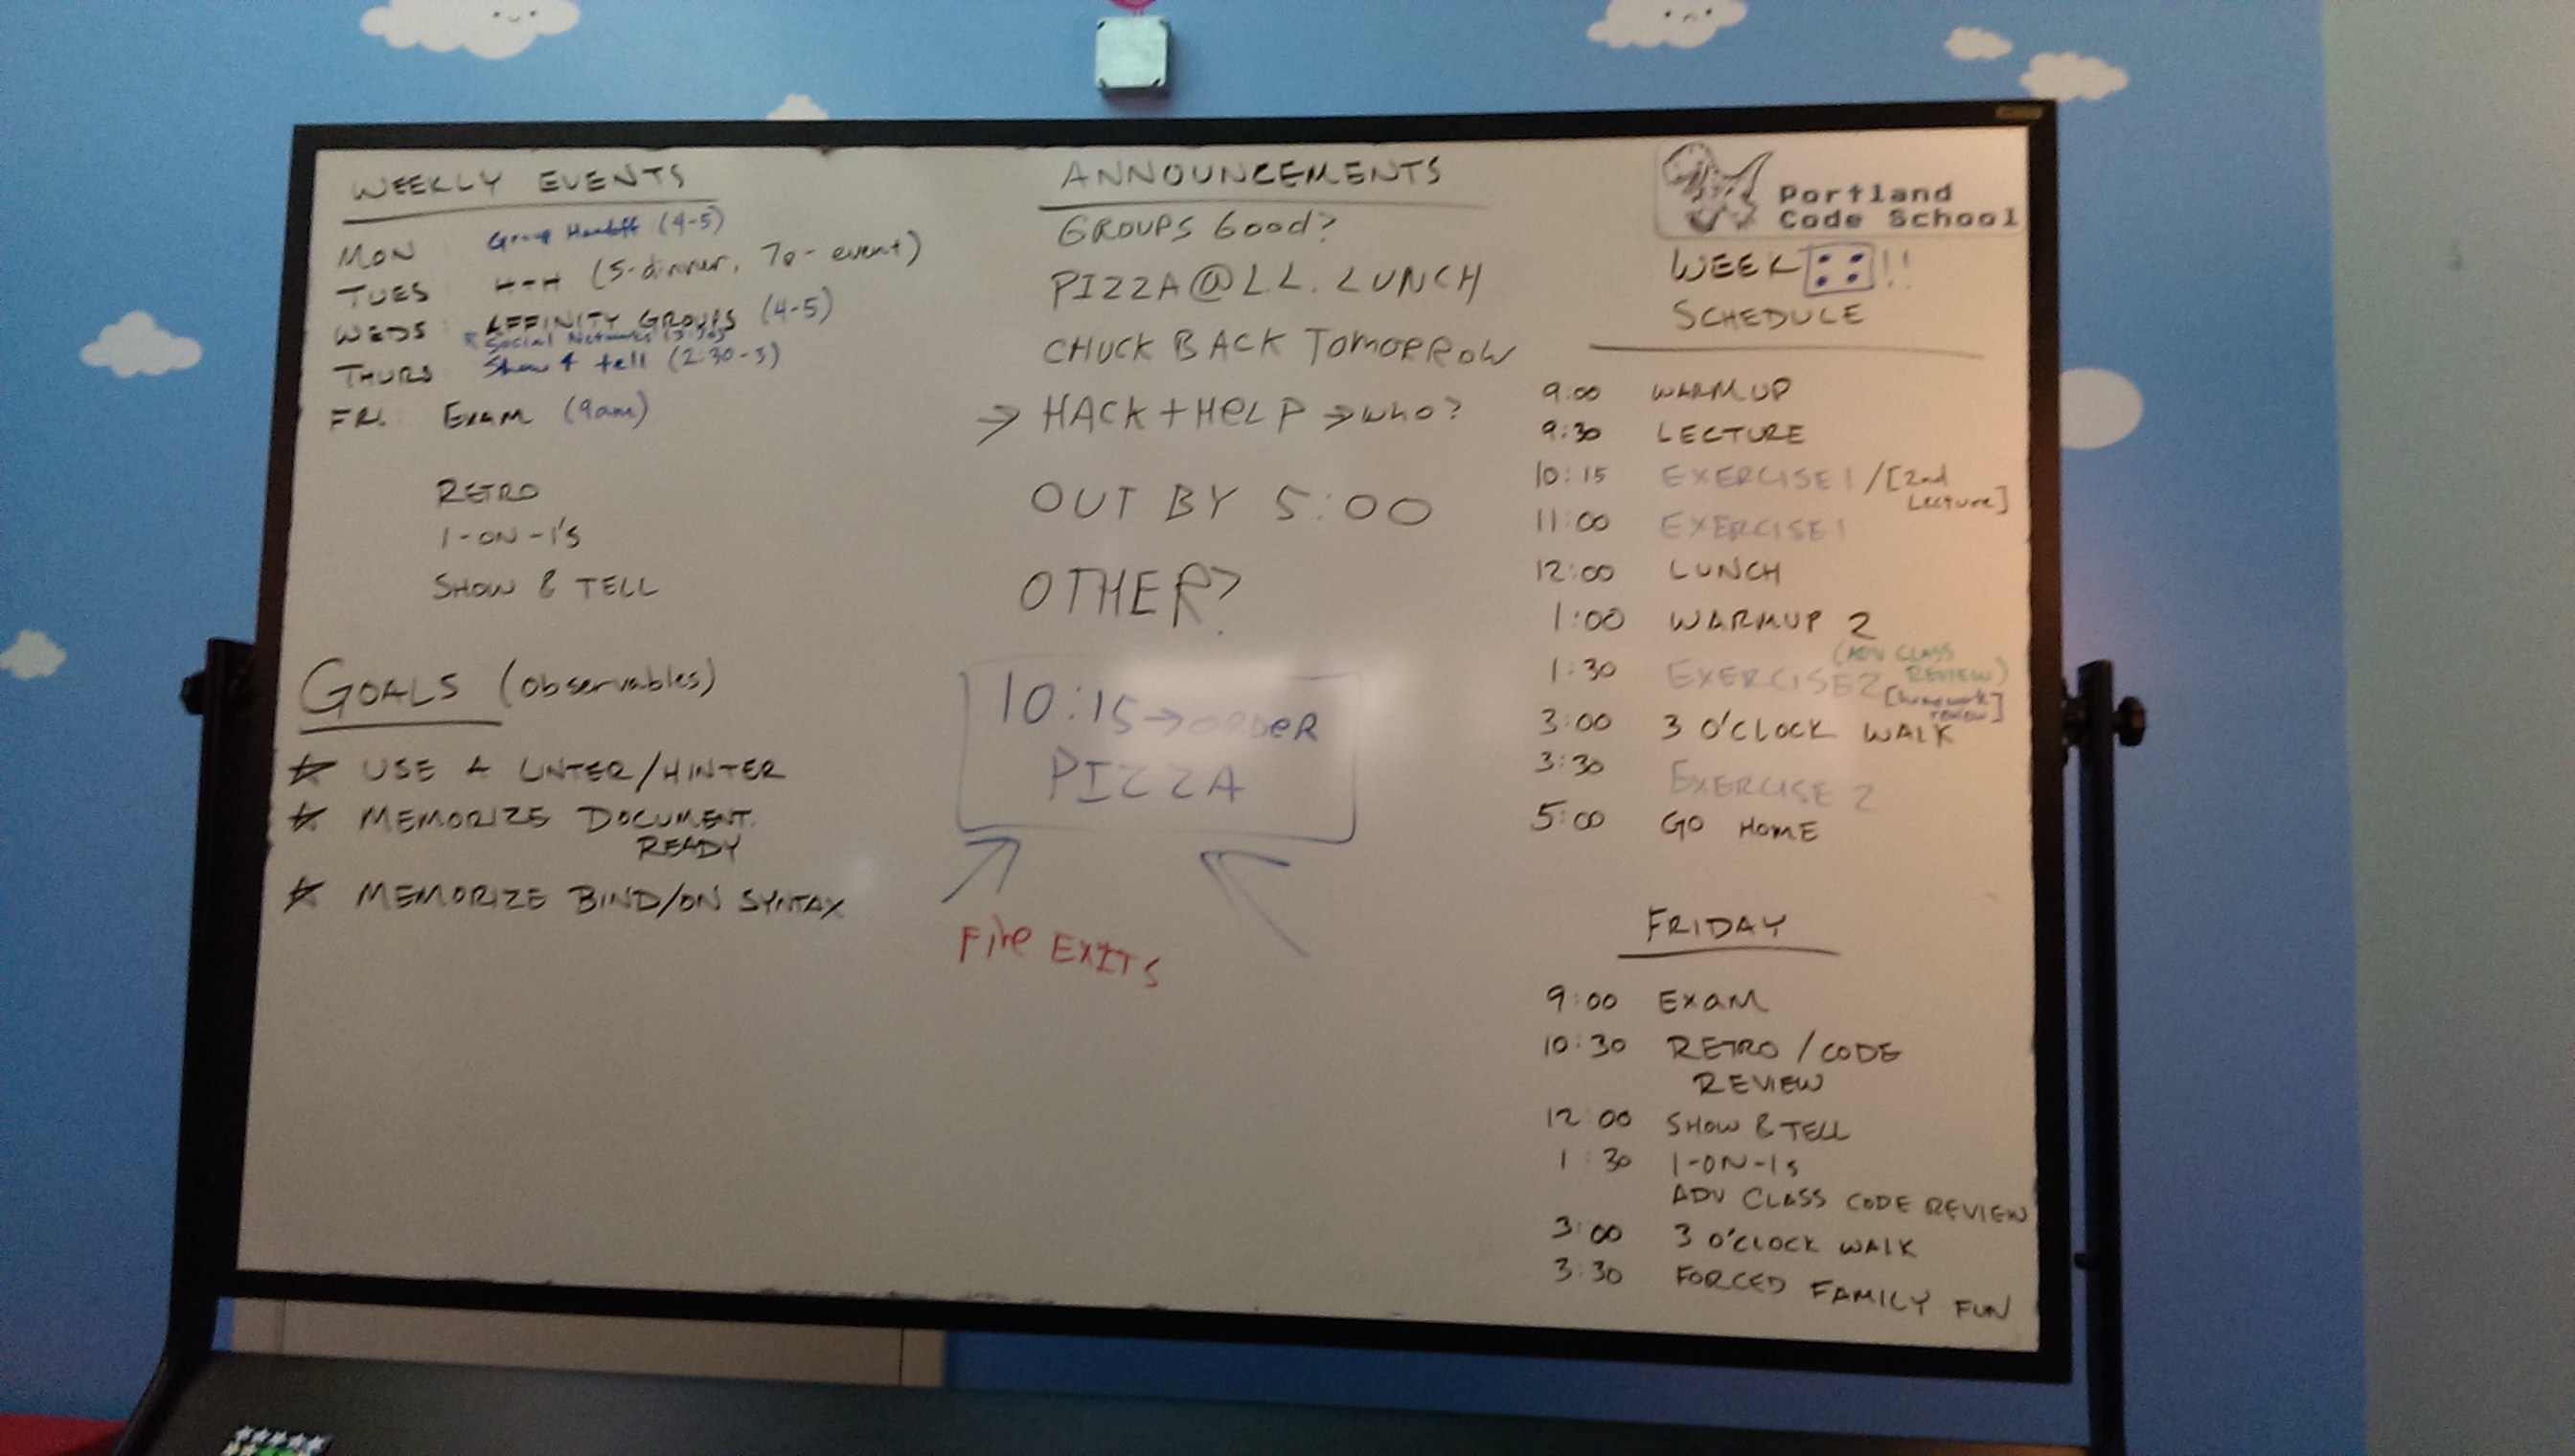 WEEKLY EVENTS
MON Group Handoff (4-5)
TUES H+H (5-dinner, 7p - event)
WEDS: AFFINITY GROUPS (4-5)
Social Networks
THURS Show & tell (2:30-3)
FRI. EXAM (9am)
RETRO
1-ON-1'S
SHOW & TELL
GOALS (observables)
USE A LINTER/HINTER
MEMORIZE DOCUMENT.
READY
MEMORIZE BIND/ON SYNTAX
ANNOUNCEMENTS
GROUPS Good?
PIZZA@L.L. LUNCH
CHUCK BACK TOMORROW
→ HACK + HELP → who?
OUT BY 5:00
OTHER?
10:15 → ORDER
PIZZA
FIRE EXITS
Portland
Code School
WEEK !!
SCHEDULE
9:00 WARMUP
9:30 LECTURE
10:15 EXERCISE 1 / [2nd
Lecture]
11:00 EXERCISE 1
12:00 LUNCH
1:00 WARMUP 2
(ADV CLASS
REVIEW)
1:30 EXERCISE 2 [homework
review]
3:00 3 O'CLOCK WALK
3:30 EXERCISE 2
5:00 GO HOME
FRIDAY
9:00 EXAM
10:30 RETRO / CODE
REVIEW
12:00 SHOW & TELL
1:30 1-ON-1s
ADV CLASS CODE REVIEW
3:00 3 O'CLOCK WALK
3:30 FORCED FAMILY FUN